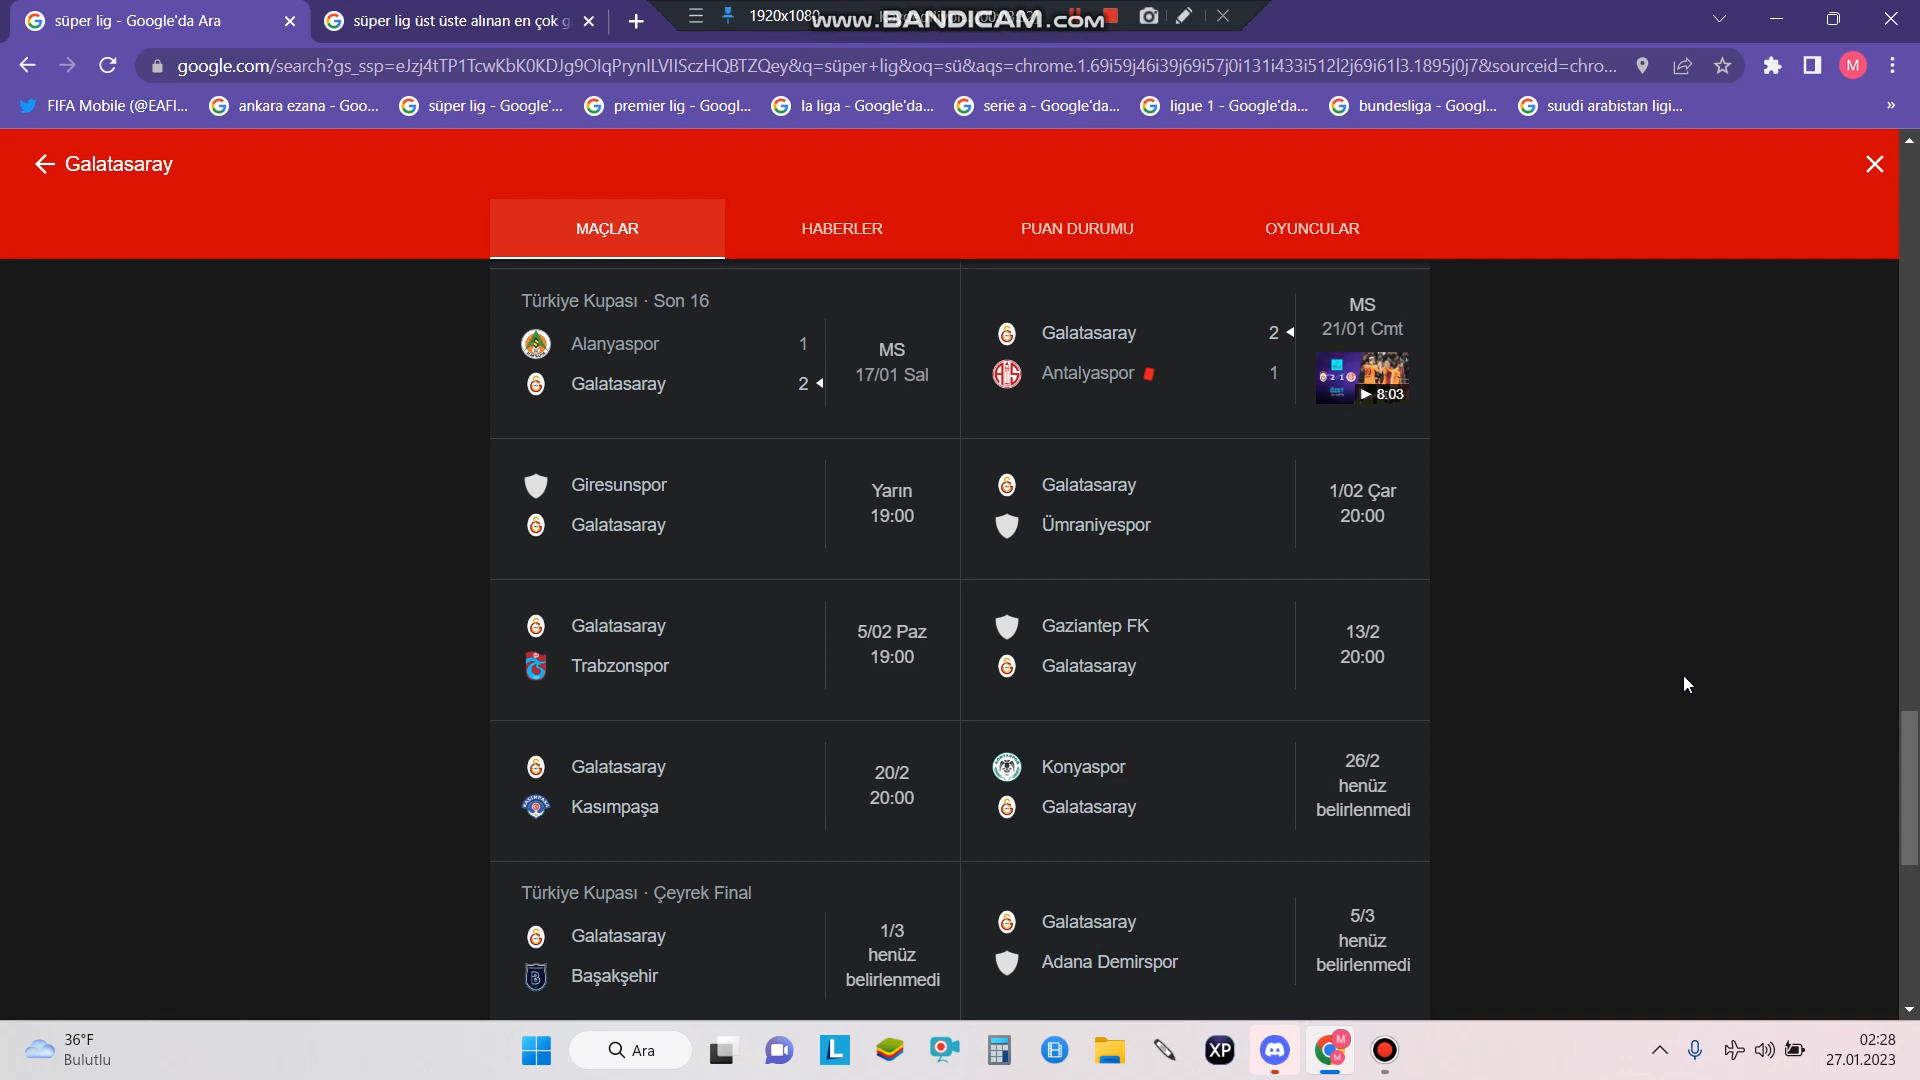 süper lig - Google'da Ara
süper lig üst üste alınan en çok g
1920x1080
www.BANDICAM.com
google.com/search?gs_ssp=eJzj4tTP1TcwKbK0KDJg9OIqPrynILVIISczHQBTZQey&q=süper+lig&oq=sü&aqs=chrome.1.69i59j46i39j69i57j0i131i433i512l2j69i61l3.1895j0j7&sourceid=chro...
M
FIFA Mobile (@EAFI...
ankara ezana - Goo...
süper lig - Google'...
premier lig - Googl...
la liga - Google'da...
serie a - Google'da...
ligue 1 - Google'da...
bundesliga - Googl...
suudi arabistan ligi...
»
Galatasaray
MAÇLAR
HABERLER
PUAN DURUMU
OYUNCULAR
Türkiye Kupası · Son 16
Alanyaspor 1
Galatasaray 2
MS
17/01 Sal
Galatasaray 2
Antalyaspor 1
MS
21/01 Cmt
8:03
Giresunspor
Galatasaray
Yarın
19:00
Galatasaray
Ümraniyespor
1/02 Çar
20:00
Galatasaray
Trabzonspor
5/02 Paz
19:00
Gaziantep FK
Galatasaray
13/2
20:00
Galatasaray
Kasımpaşa
20/2
20:00
Konyaspor
Galatasaray
26/2
henüz
belirlenmedi
Türkiye Kupası · Çeyrek Final
Galatasaray
Başakşehir
1/3
henüz
belirlenmedi
Galatasaray
Adana Demirspor
5/3
henüz
belirlenmedi
36°F
Bulutlu
Ara
L
XP
M
M
02:28
27.01.2023